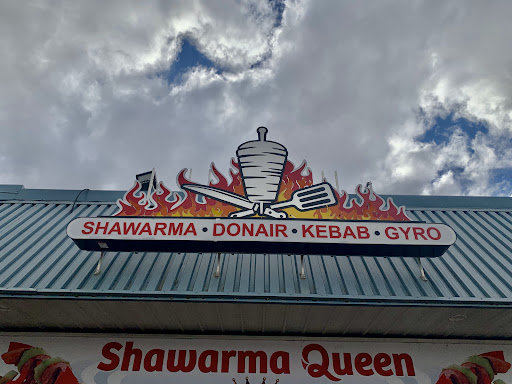 SHAWARMA • DONAIR • KEBAB • GYRO
Shawarma Queen